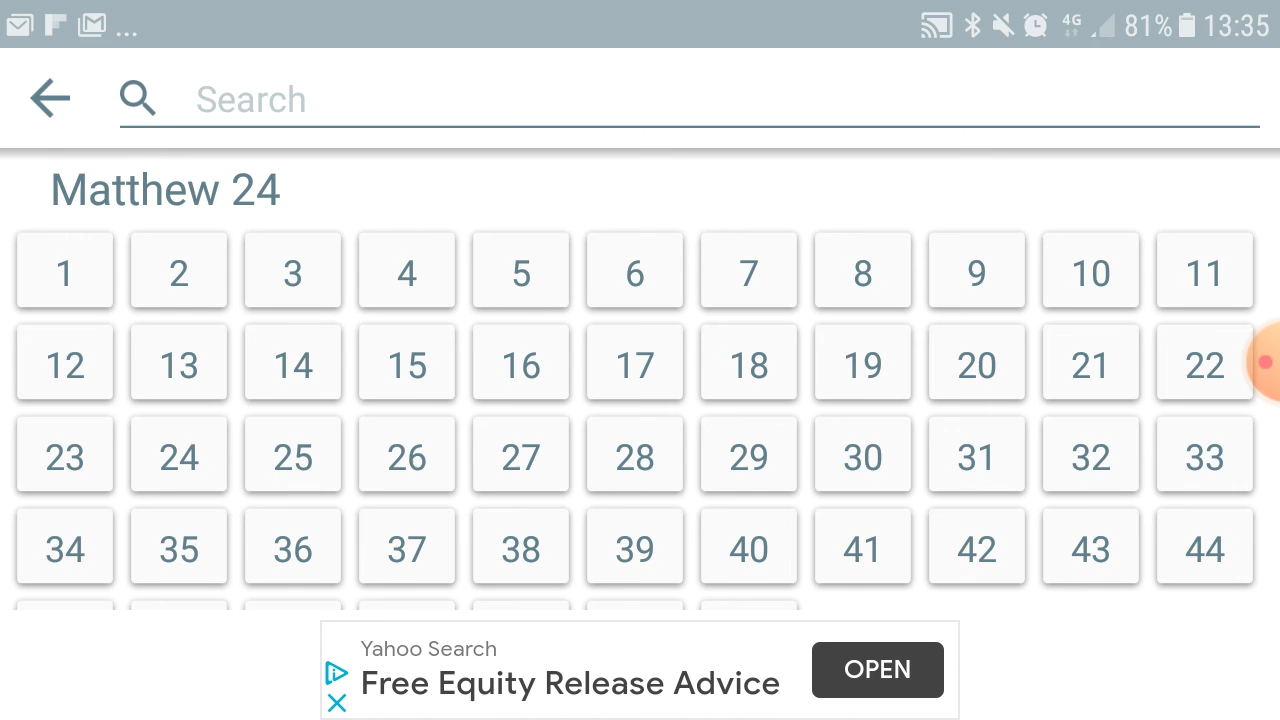 ... 4G 81% 13:35
Search
Matthew 24
1 2 3 4 5 6 7 8 9 10 11
12 13 14 15 16 17 18 19 20 21 22
23 24 25 26 27 28 29 30 31 32 33
34 35 36 37 38 39 40 41 42 43 44
Yahoo Search
Free Equity Release Advice
OPEN